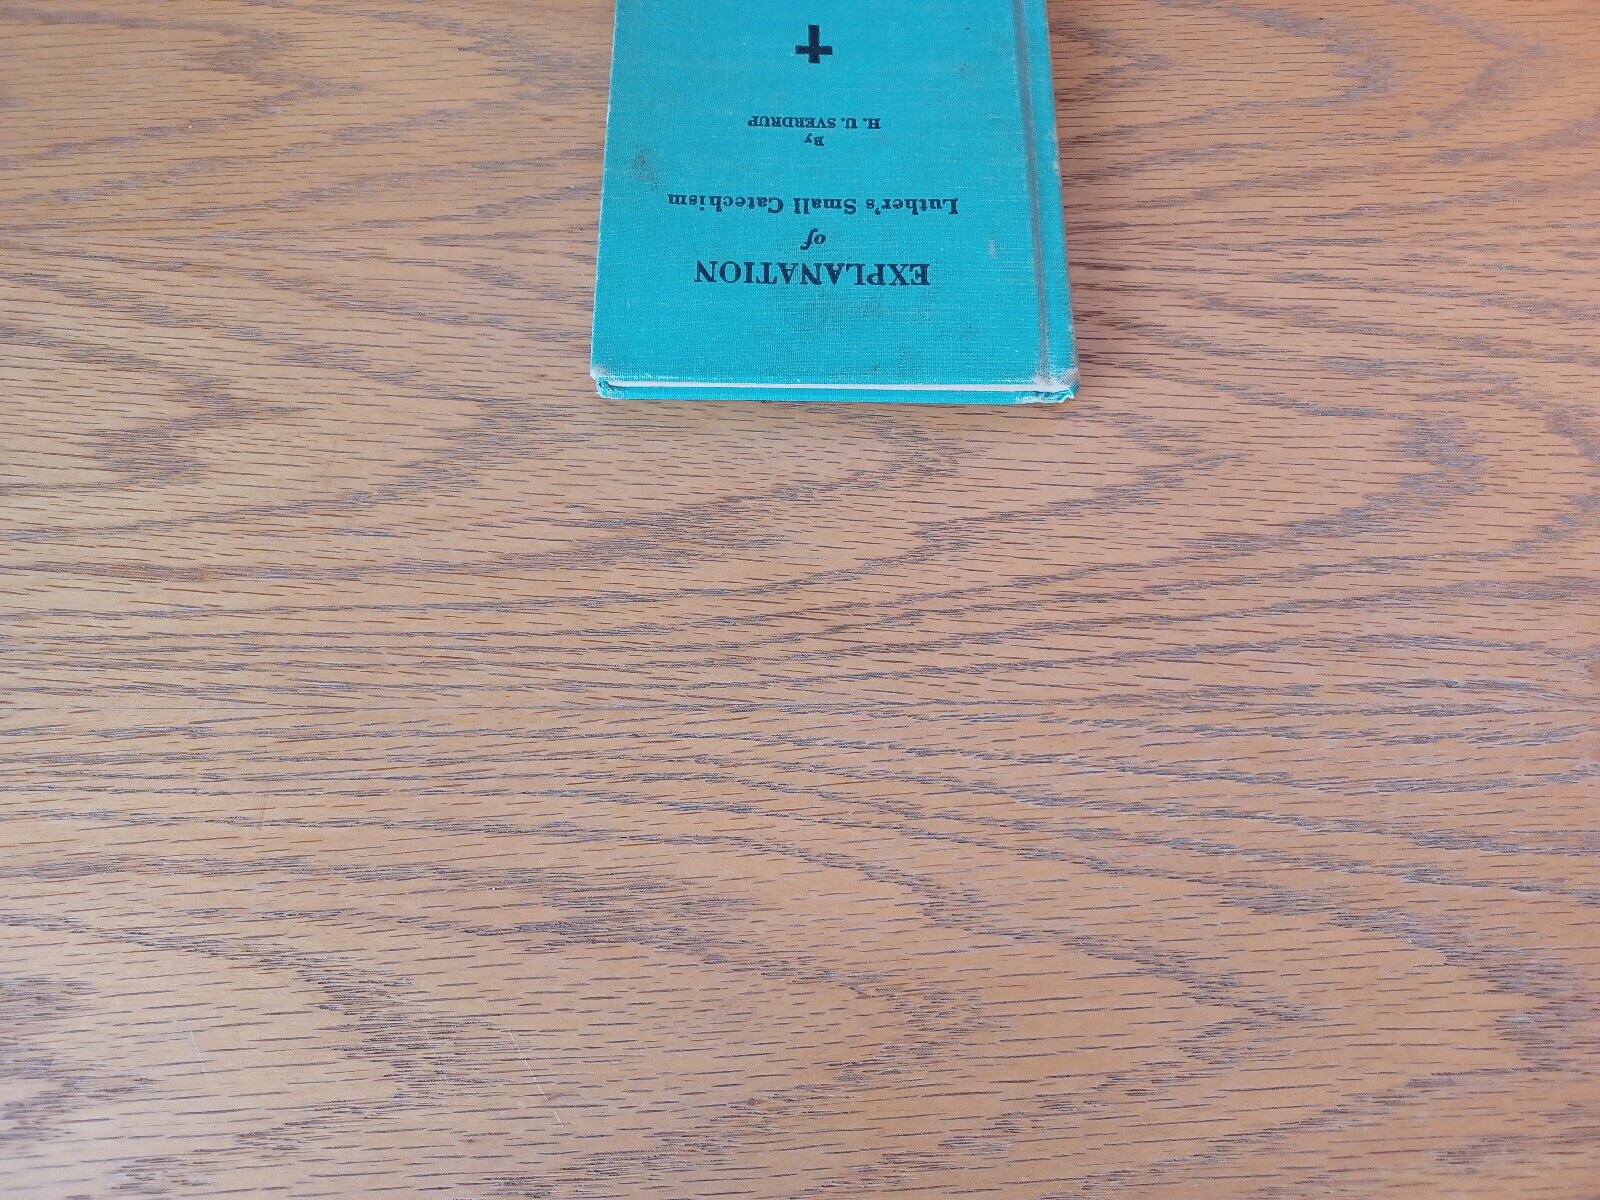 EXPLANATION
of
Luther's Small Catechism
By
H. U. SVERDRUP